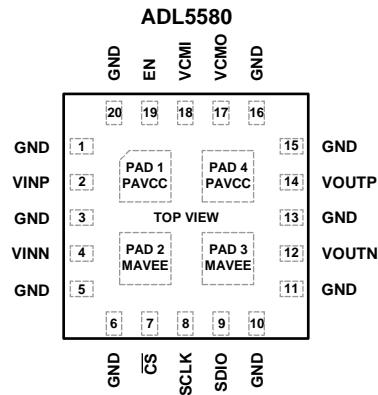 ADL5580
GND EN VCMI VCMO GND
20 19 18 17 16
GND 1 15 GND
PAD 1 PAVCC PAD 4 PAVCC
VINP 2 14 VOUTP
GND 3 TOP VIEW 13 GND
VINN 4 PAD 2 MAVEE PAD 3 MAVEE 12 VOUTN
GND 5 11 GND
6 7 8 9 10
GND CS SCLK SDIO GND